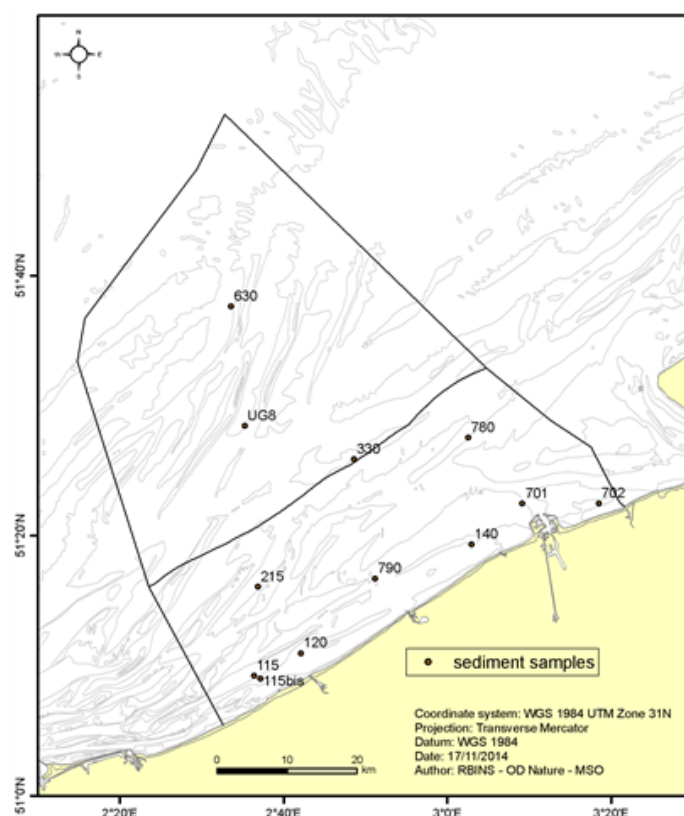 N
W E
S
51°40'
630
UG8
330
780
701
702
51°20'
140
215
790
120
115
115bis
sediment samples
Coordinate system: WGS 1984 UTM Zone 31N
Projection: Transverse Mercator
Datum: WGS 1984
Date: 17/11/2014
Author: RBINS - OD Nature - MSO
0 10 20
km
51°0'
2°20' 2°40' 3°0' 3°20'